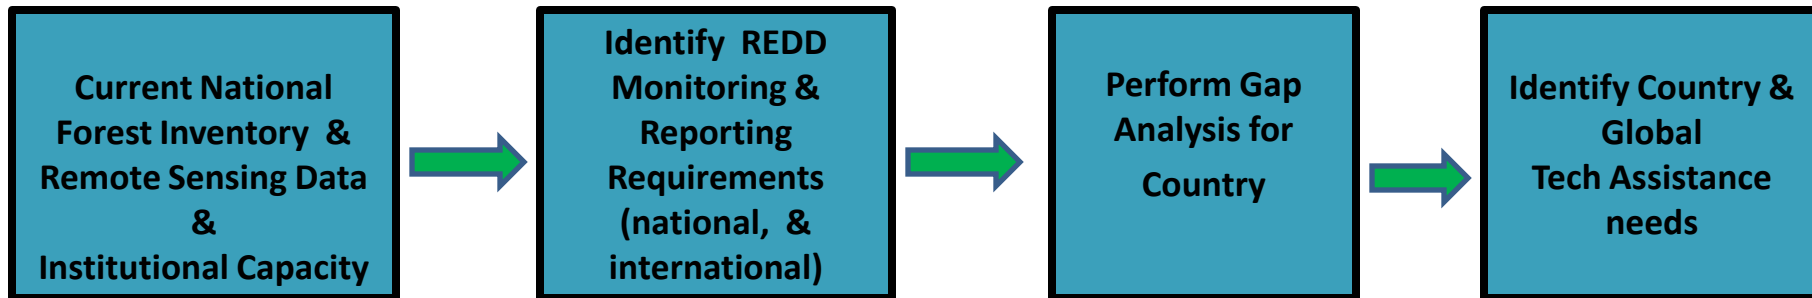 Current National
Forest Inventory &
Remote Sensing Data
&
Institutional Capacity
Identify REDD
Monitoring &
Reporting
Requirements
(national, &
international)
Perform Gap
Analysis for
Country
Identify Country &
Global
Tech Assistance
needs